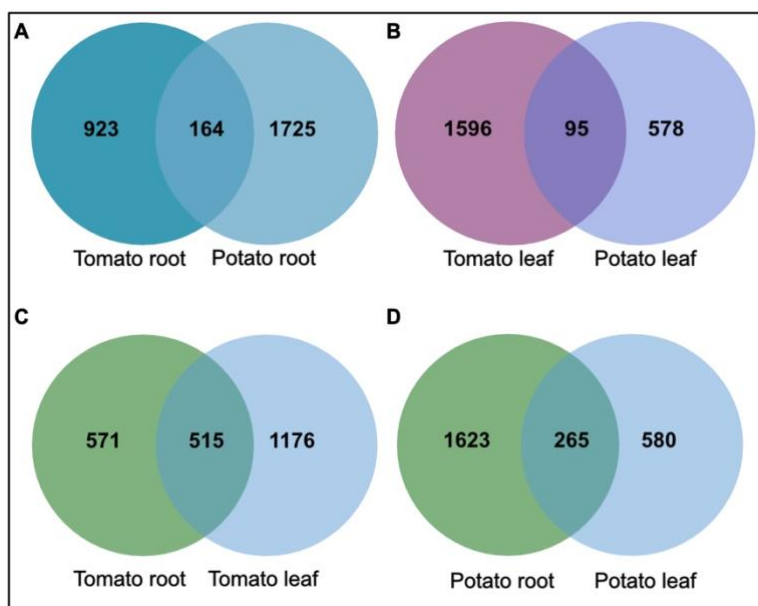 A
B
923 164 1725
1596 95 578
Tomato root Potato root
Tomato leaf Potato leaf
C
D
571 515 1176
1623 265 580
Tomato root Tomato leaf
Potato root Potato leaf